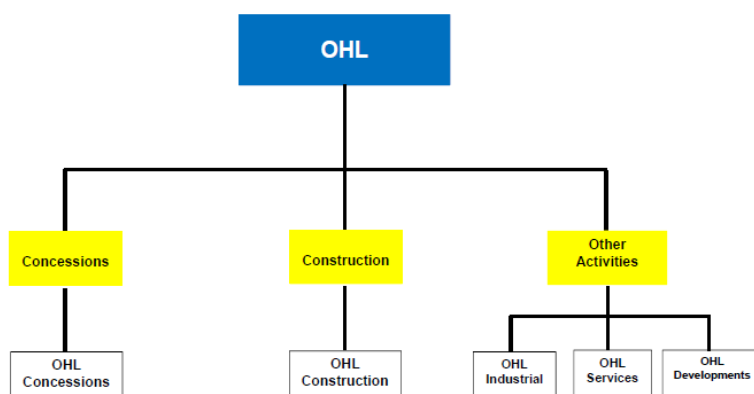 OHL
Concessions
Construction
Other
Activities
OHL
Concessions
OHL
Construction
OHL
Industrial
OHL
Services
OHL
Developments